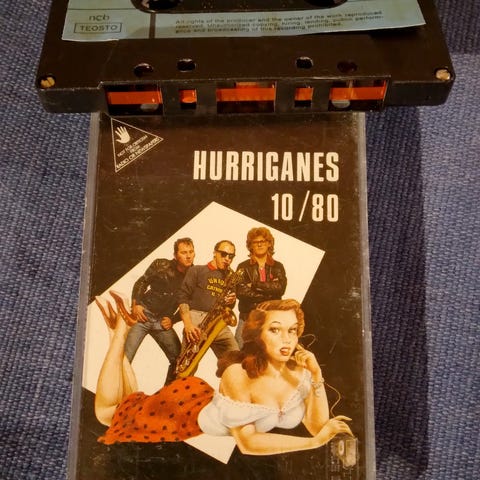 ncb
TEOSTO
All rights of the producer and the owner of the work reproduced
reserved. Unauthorized copying, hiring, lending, public perform-
ance and broadcasting of this recording prohibited.
HURRIGANES
10/80
UNION